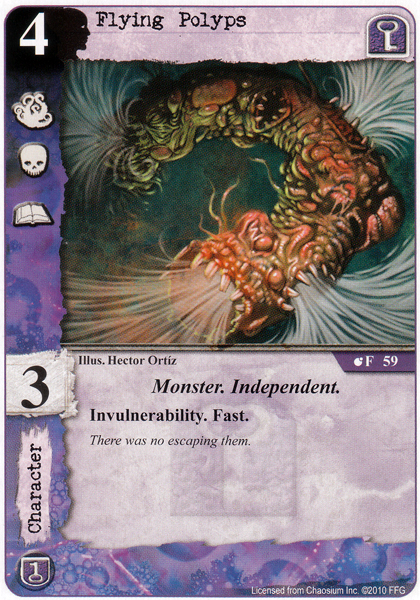 4
Flying Polyps
Illus. Hector Ortíz
F 59
3
Monster. Independent.
Invulnerability. Fast.
There was no escaping them.
Character
1
Licensed from Chaosium Inc. ©2010 FFG